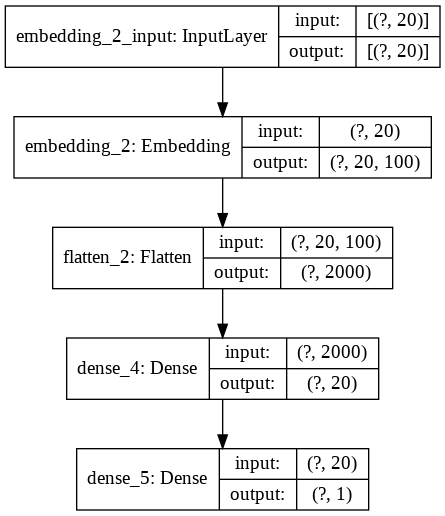 embedding_2_input: InputLayer
input: [(?, 20)]
output: [(?, 20)]
embedding_2: Embedding
input: (?, 20)
output: (?, 20, 100)
flatten_2: Flatten
input: (?, 20, 100)
output: (?, 2000)
dense_4: Dense
input: (?, 2000)
output: (?, 20)
dense_5: Dense
input: (?, 20)
output: (?, 1)